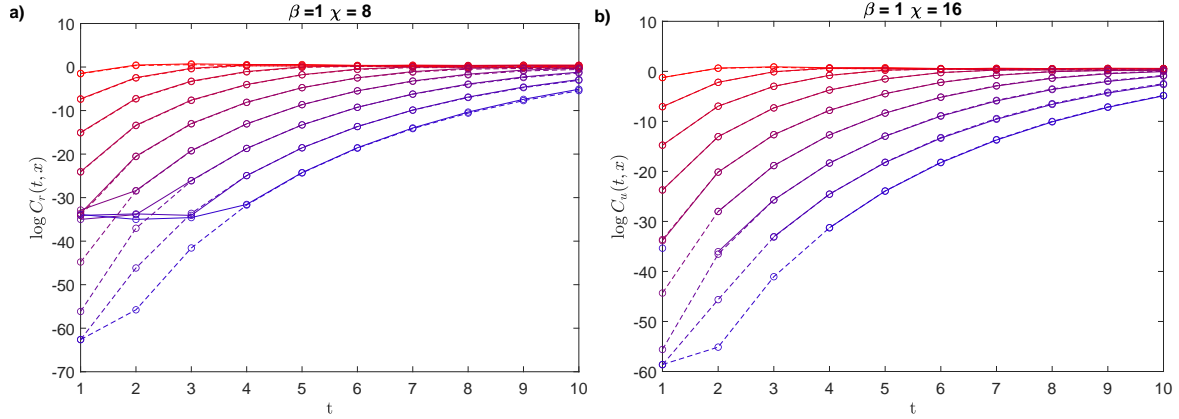 a)
β =1 χ = 8
10
0
-10
-20
-30
-40
-50
-60
-70
log C_r(t, x)
1 2 3 4 5 6 7 8 9 10
t
b)
β = 1 χ = 16
10
0
-10
-20
-30
-40
-50
-60
log C_u(t, x)
1 2 3 4 5 6 7 8 9 10
t